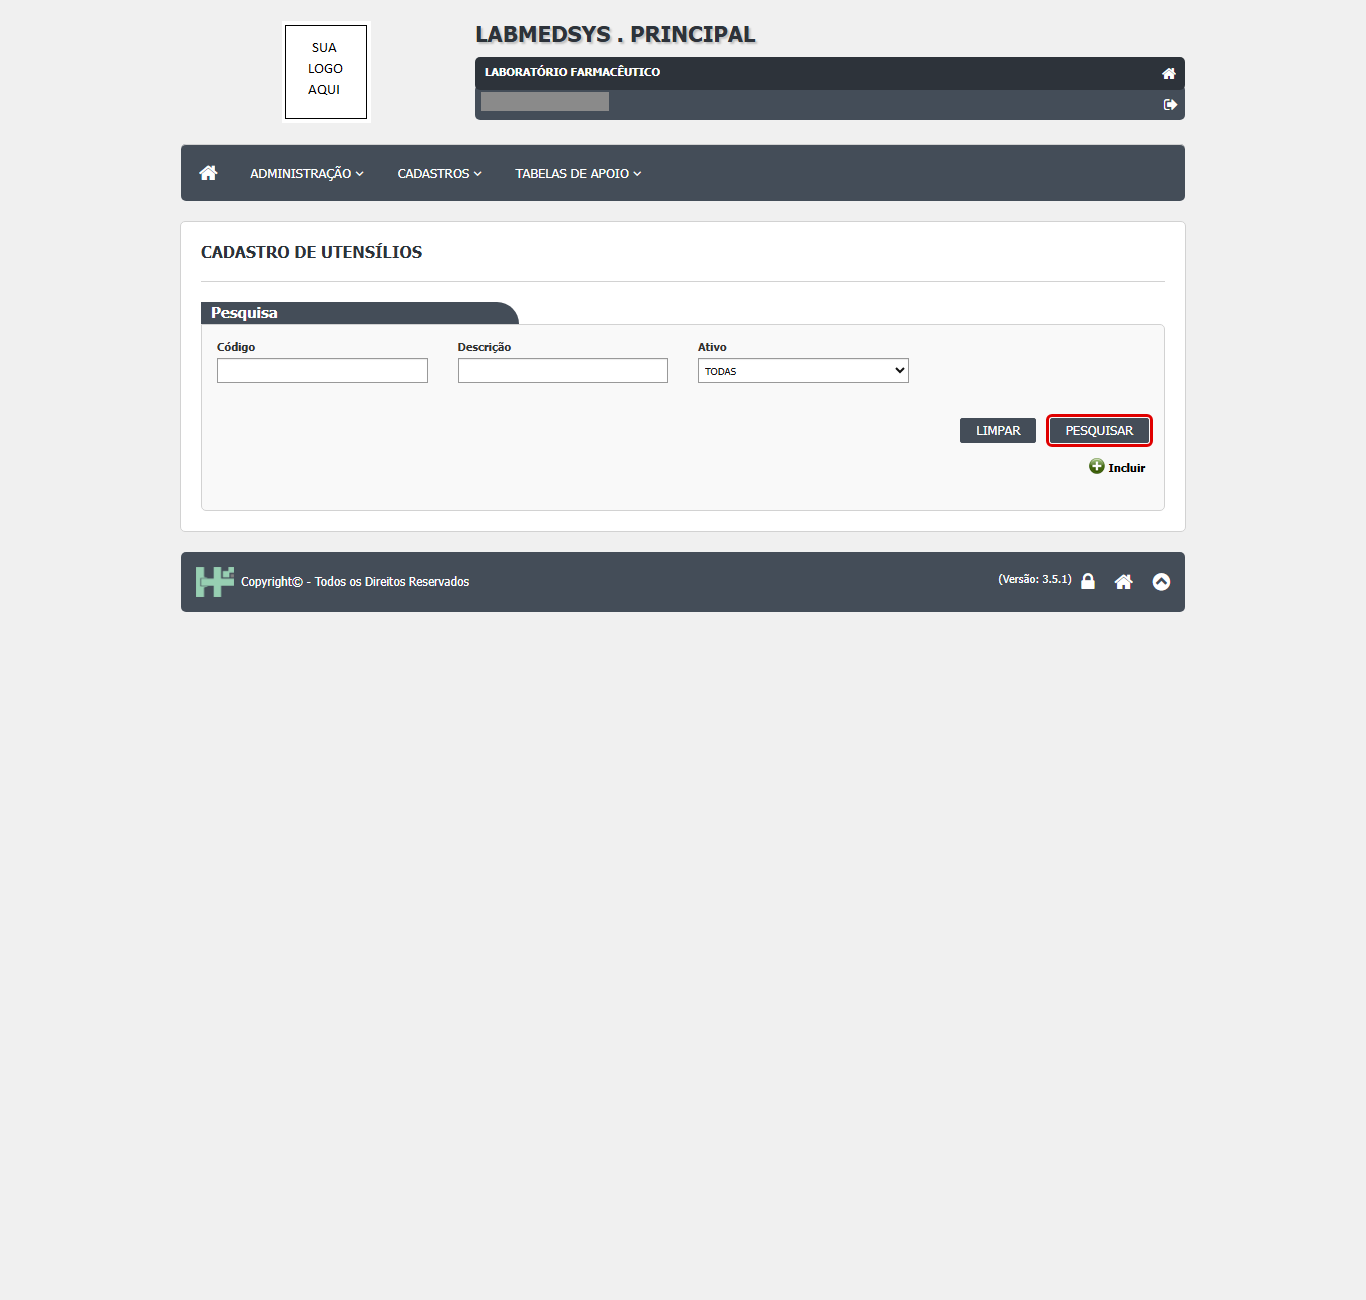 SUA
LOGO
AQUI
LABMEDSYS . PRINCIPAL
LABORATÓRIO FARMACÊUTICO
ADMINISTRAÇÃO
CADASTROS
TABELAS DE APOIO
CADASTRO DE UTENSÍLIOS
Pesquisa
Código
Descrição
Ativo
TODAS
LIMPAR
PESQUISAR
Incluir
Copyright© - Todos os Direitos Reservados
(Versão: 3.5.1)